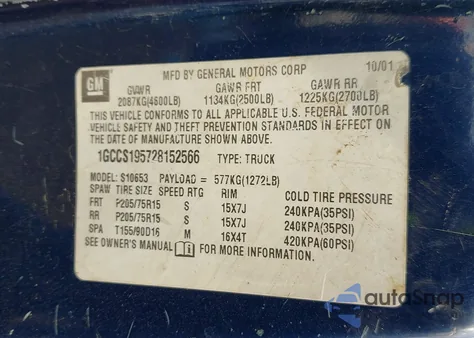 GM
MFD BY GENERAL MOTORS CORP 10/01
GVWR GAWR FRT GAWR RR
2087KG(4600LB) 1134KG(2500LB) 1225KG(2700LB)
THIS VEHICLE CONFORMS TO ALL APPLICABLE U.S. FEDERAL MOTOR
VEHICLE SAFETY AND THEFT PREVENTION STANDARDS IN EFFECT ON
THE DATE OF MANUFACTURE SHOWN ABOVE.
1GCCS195728152566 TYPE: TRUCK
MODEL: S10653 PAYLOAD = 577KG(1272LB)
SPAW TIRE SIZE SPEED RTG RIM COLD TIRE PRESSURE
FRT P205/75R15 S 15X7J 240KPA(35PSI)
RR P205/75R15 S 15X7J 240KPA(35PSI)
SPA T155/90D16 M 16X4T 420KPA(60PSI)
SEE OWNER'S MANUAL FOR MORE INFORMATION.
autoSnap